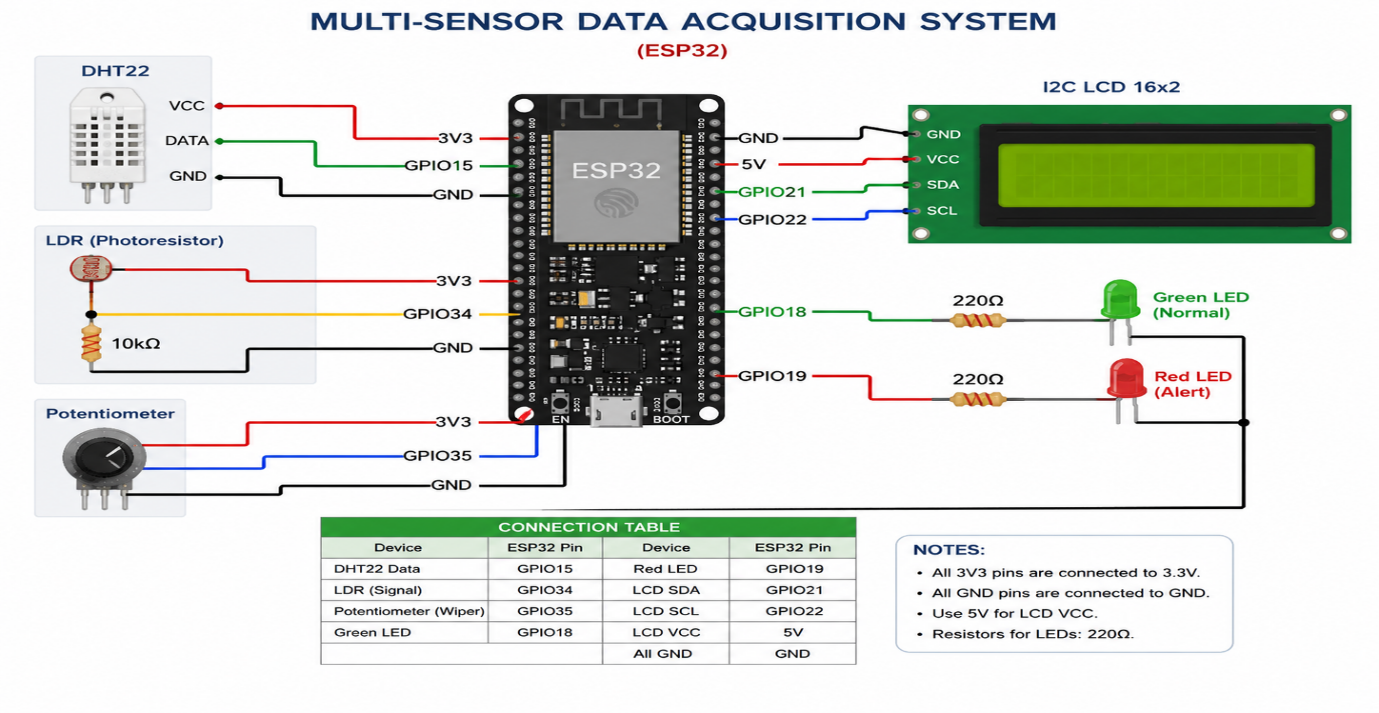 MULTI-SENSOR DATA ACQUISITION SYSTEM
(ESP32)
DHT22
VCC
DATA
GND
3V3
GPIO15
GND
LDR (Photoresistor)
10kΩ
3V3
GPIO34
GND
Potentiometer
3V3
GPIO35
GND
ESP32
EN
BOOT
GND
5V
GPIO21
GPIO22
GPIO18
GPIO19
I2C LCD 16x2
GND
VCC
SDA
SCL
220Ω
Green LED
(Normal)
220Ω
Red LED
(Alert)
CONNECTION TABLE
Device ESP32 Pin Device ESP32 Pin
DHT22 Data GPIO15 Red LED GPIO19
LDR (Signal) GPIO34 LCD SDA GPIO21
Potentiometer (Wiper) GPIO35 LCD SCL GPIO22
Green LED GPIO18 LCD VCC 5V
All GND GND
NOTES:
• All 3V3 pins are connected to 3.3V.
• All GND pins are connected to GND.
• Use 5V for LCD VCC.
• Resistors for LEDs: 220Ω.